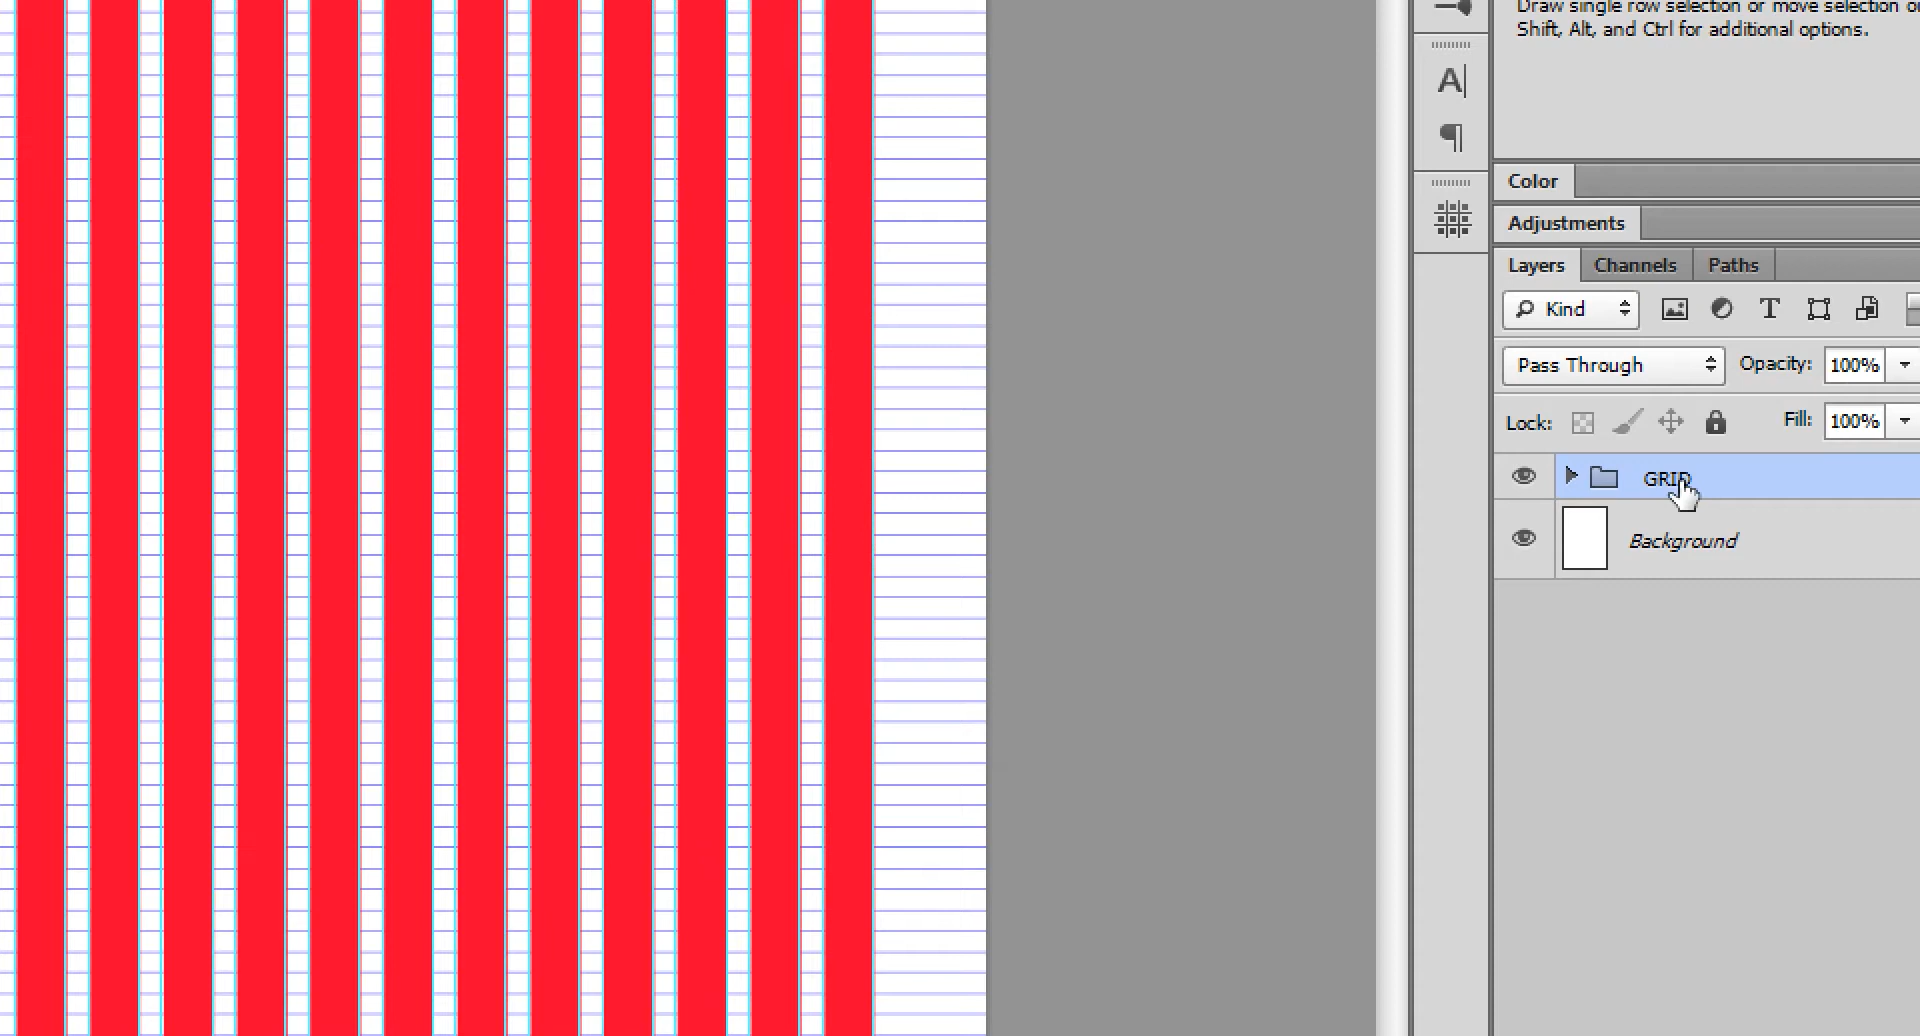 Draw single row selection or move selection
Shift, Alt, and Ctrl for additional options.
A
Color
Adjustments
Layers Channels Paths
Kind T
Pass Through Opacity: 100%
Lock: Fill: 100%
GRID
Background